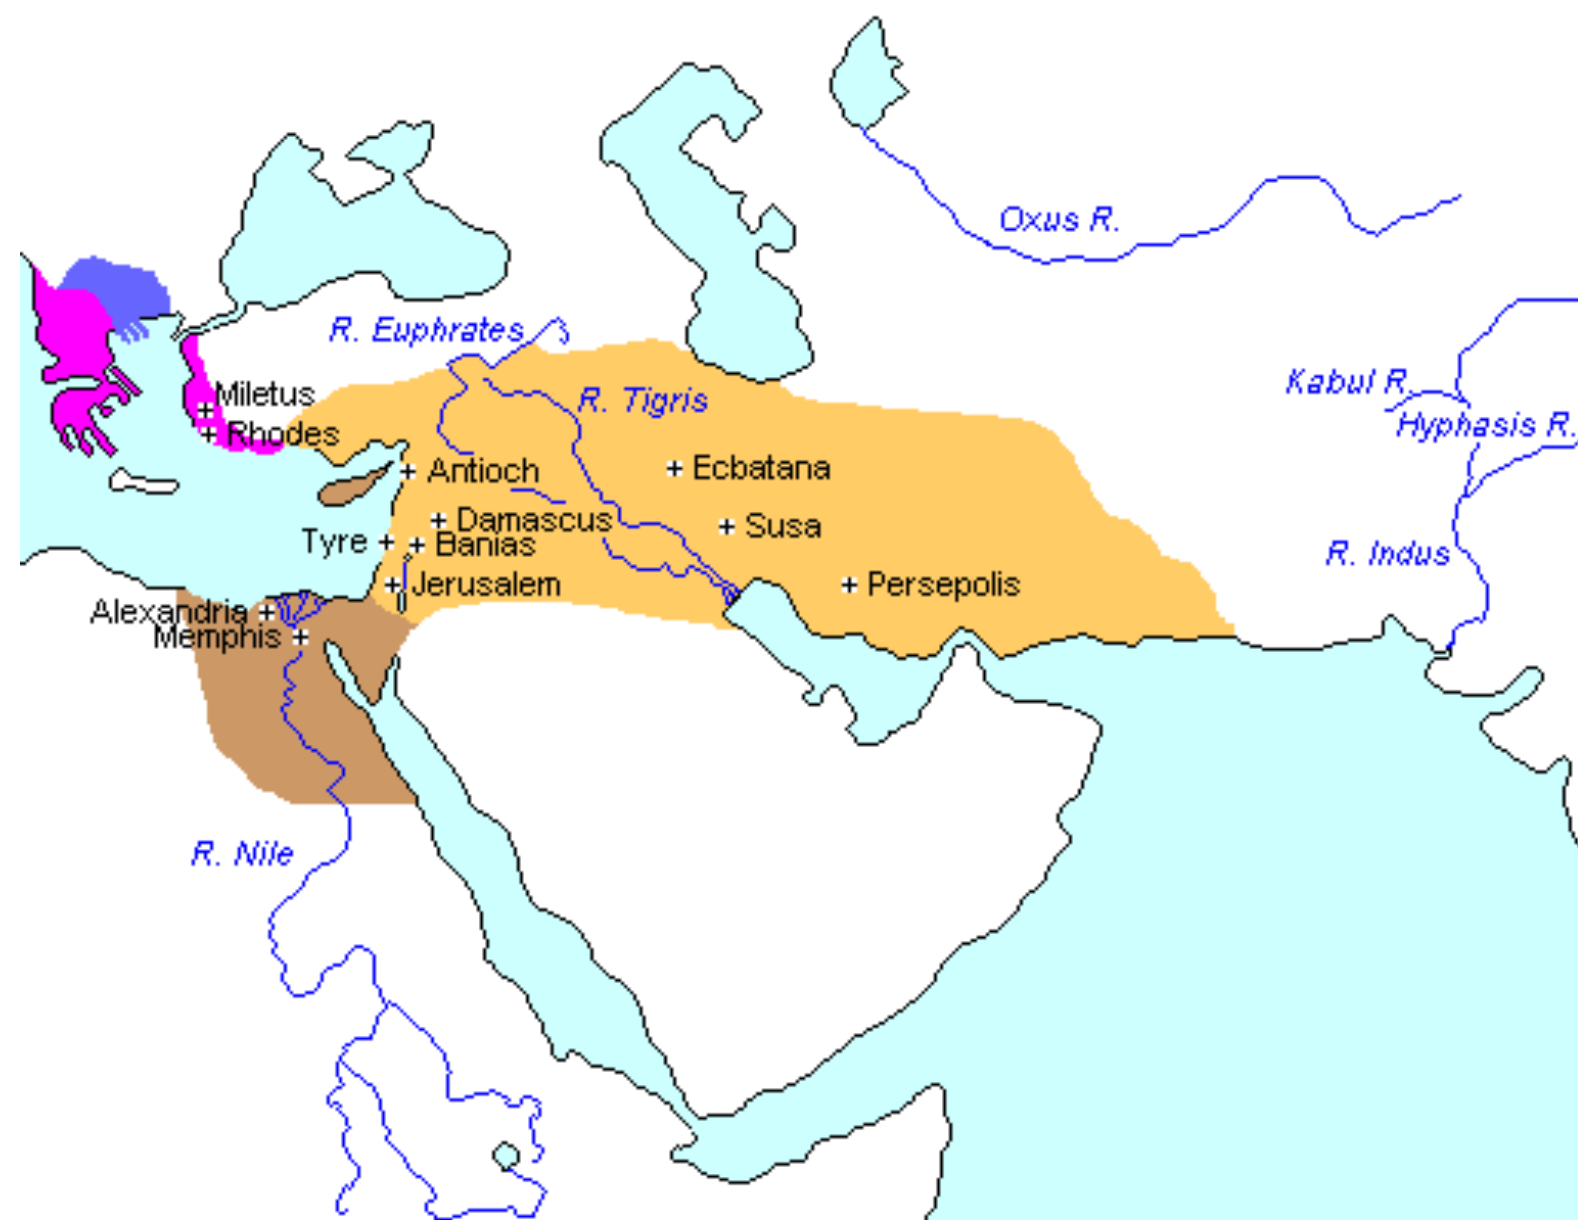 Oxus R.
R. Euphrates
Kabul R.
Miletus
R. Tigris
Hyphasis R.
Rhodes
Antioch
Ecbatana
Damascus
Susa
Tyre
Banias
R. Indus
Jerusalem
Persepolis
Alexandria
Memphis
R. Nile